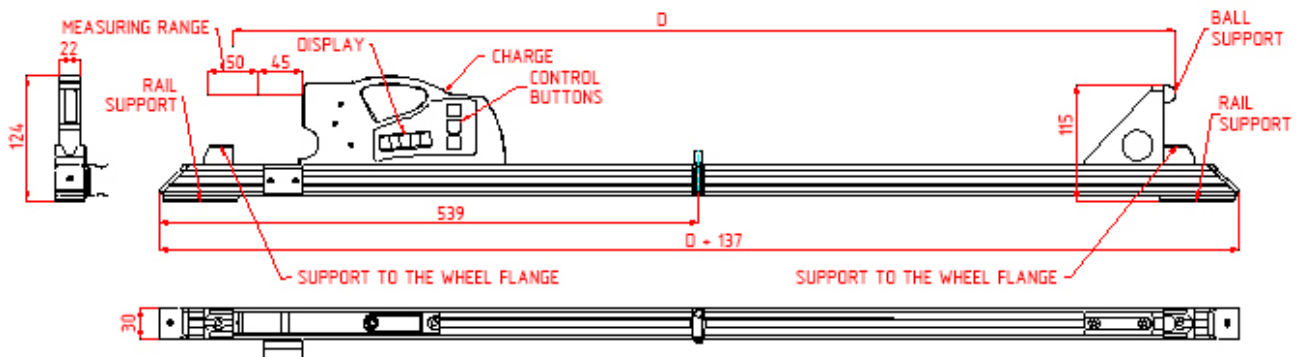 D
MEASURING RANGE
BALL
SUPPORT
22
50
45
DISPLAY
CHARGE
CONTROL
BUTTONS
RAIL
SUPPORT
RAIL
SUPPORT
124
115
539
D + 137
SUPPORT TO THE WHEEL FLANGE
SUPPORT TO THE WHEEL FLANGE
30